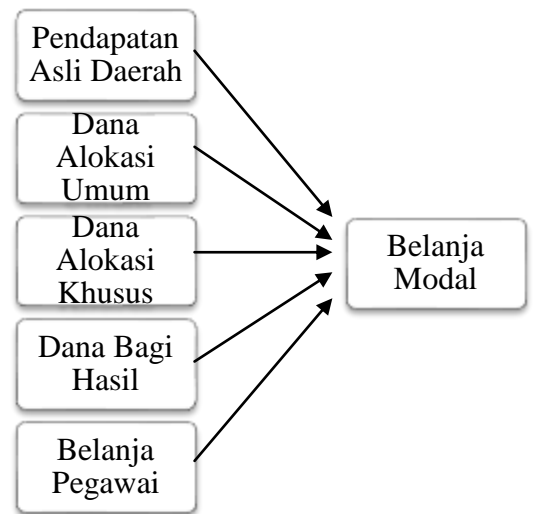 Pendapatan
Asli Daerah
Dana
Alokasi
Umum
Dana
Alokasi
Khusus
Dana Bagi
Hasil
Belanja
Pegawai
Belanja
Modal